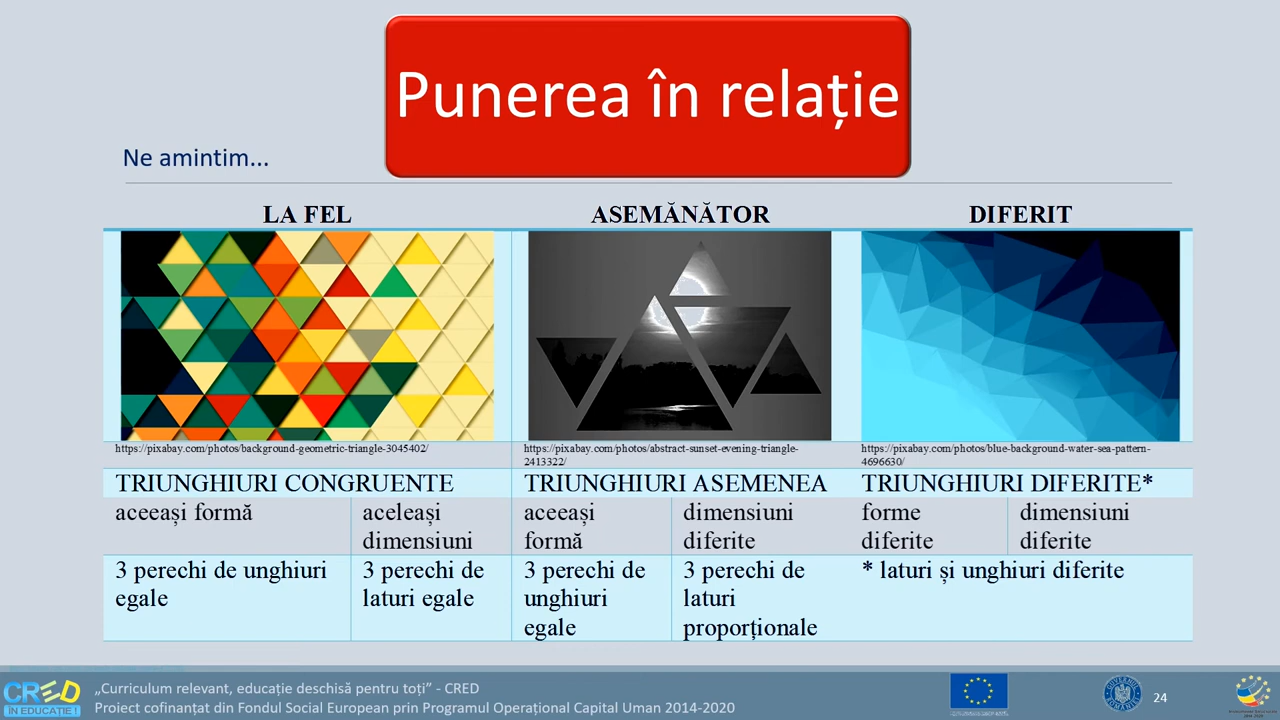 Punerea în relație
Ne amintim...
LA FEL
ASEMĂNĂTOR
DIFERIT
https://pixabay.com/photos/background-geometric-triangle-3045402/
https://pixabay.com/photos/abstract-sunset-evening-triangle-
2413322/
https://pixabay.com/photos/blue-background-water-sea-pattern-
4696630/
TRIUNGHIURI CONGRUENTE
TRIUNGHIURI ASEMENEA
TRIUNGHIURI DIFERITE*
aceeași formă
aceleași
dimensiuni
aceeași
formă
dimensiuni
diferite
forme
diferite
dimensiuni
diferite
3 perechi de unghiuri
egale
3 perechi de
laturi egale
3 perechi de
unghiuri
egale
3 perechi de
laturi
proporționale
* laturi și unghiuri diferite
CRED
ÎN EDUCAȚIE !
„Curriculum relevant, educație deschisă pentru toți” - CRED
Proiect cofinanțat din Fondul Social European prin Programul Operațional Capital Uman 2014-2020
24